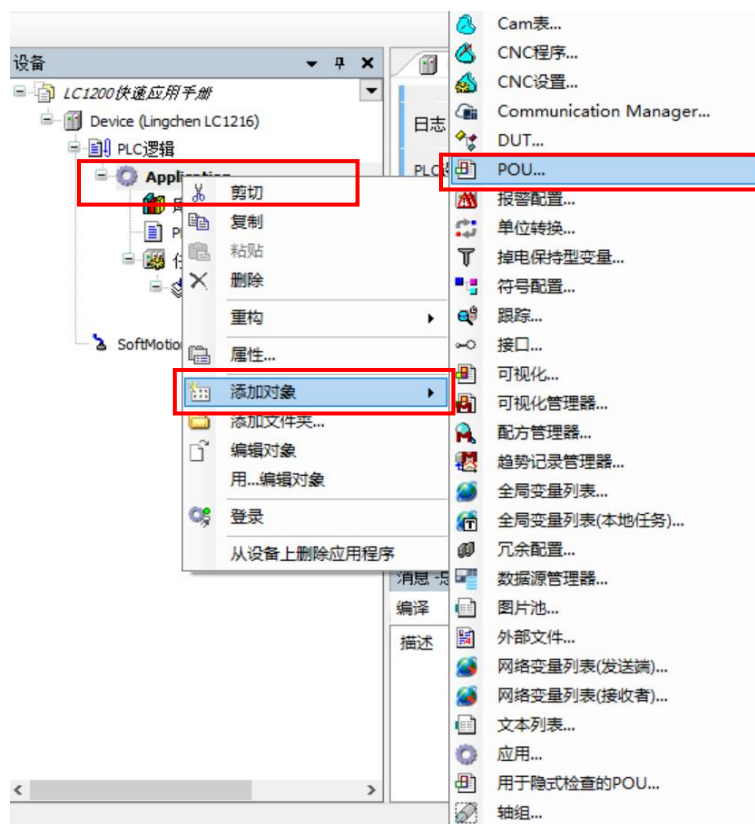 设备
LC1200快速应用手册
Device (Lingchen LC1216)
PLC逻辑
Application
SoftMotion
日志
PLC
剪切
复制
粘贴
删除
重构
属性...
添加对象
添加文件夹...
编辑对象
用...编辑对象
登录
从设备上删除应用程序
消息 -
编译
描述
Cam表...
CNC程序...
CNC设置...
Communication Manager...
DUT...
POU...
报警配置...
单位转换...
掉电保持型变量...
符号配置...
跟踪...
接口...
可视化...
可视化管理器...
配方管理器...
趋势记录管理器...
全局变量列表...
全局变量列表(本地任务)...
冗余配置...
数据源管理器...
图片池...
外部文件...
网络变量列表(发送端)...
网络变量列表(接收者)...
文本列表...
应用...
用于隐式检查的POU...
轴组...